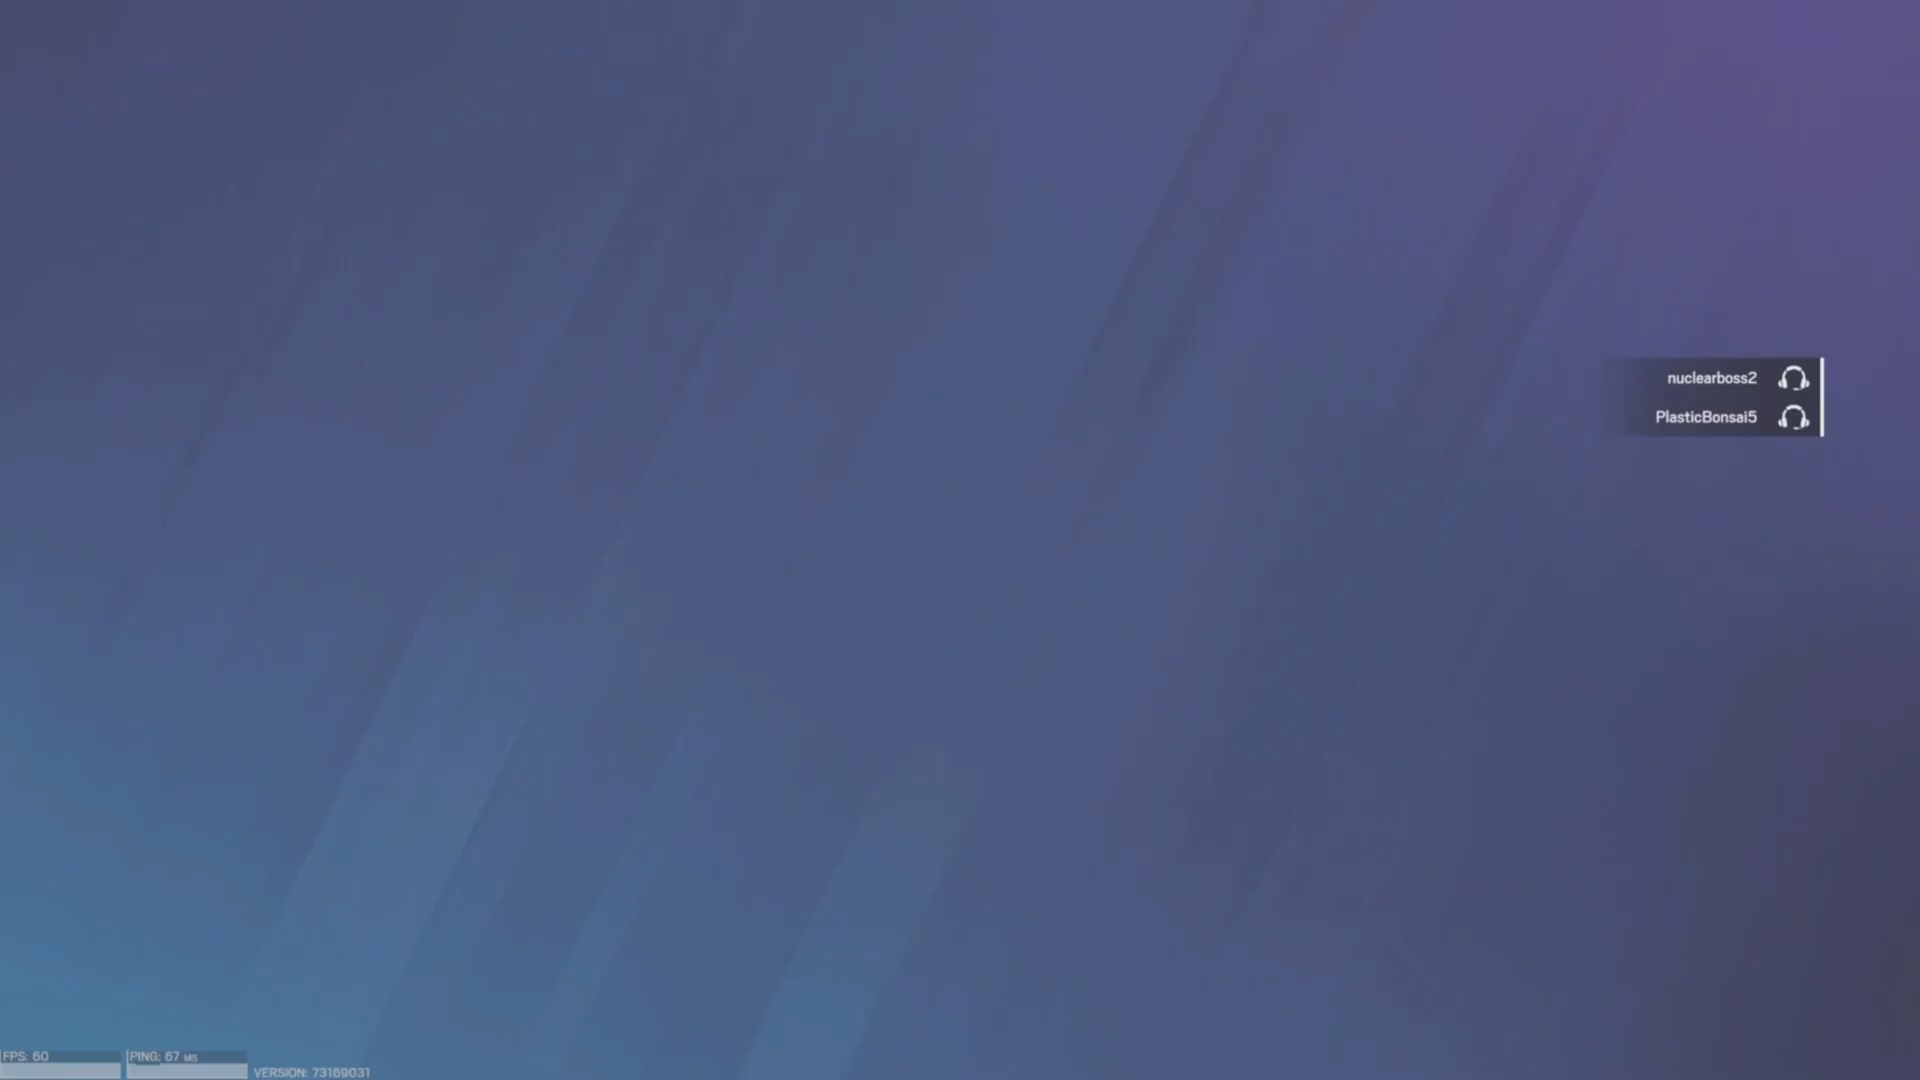 nuclearboss2
PlasticBonsai5
FPS: 60
PING: 67 MS
VERSION: 73169031